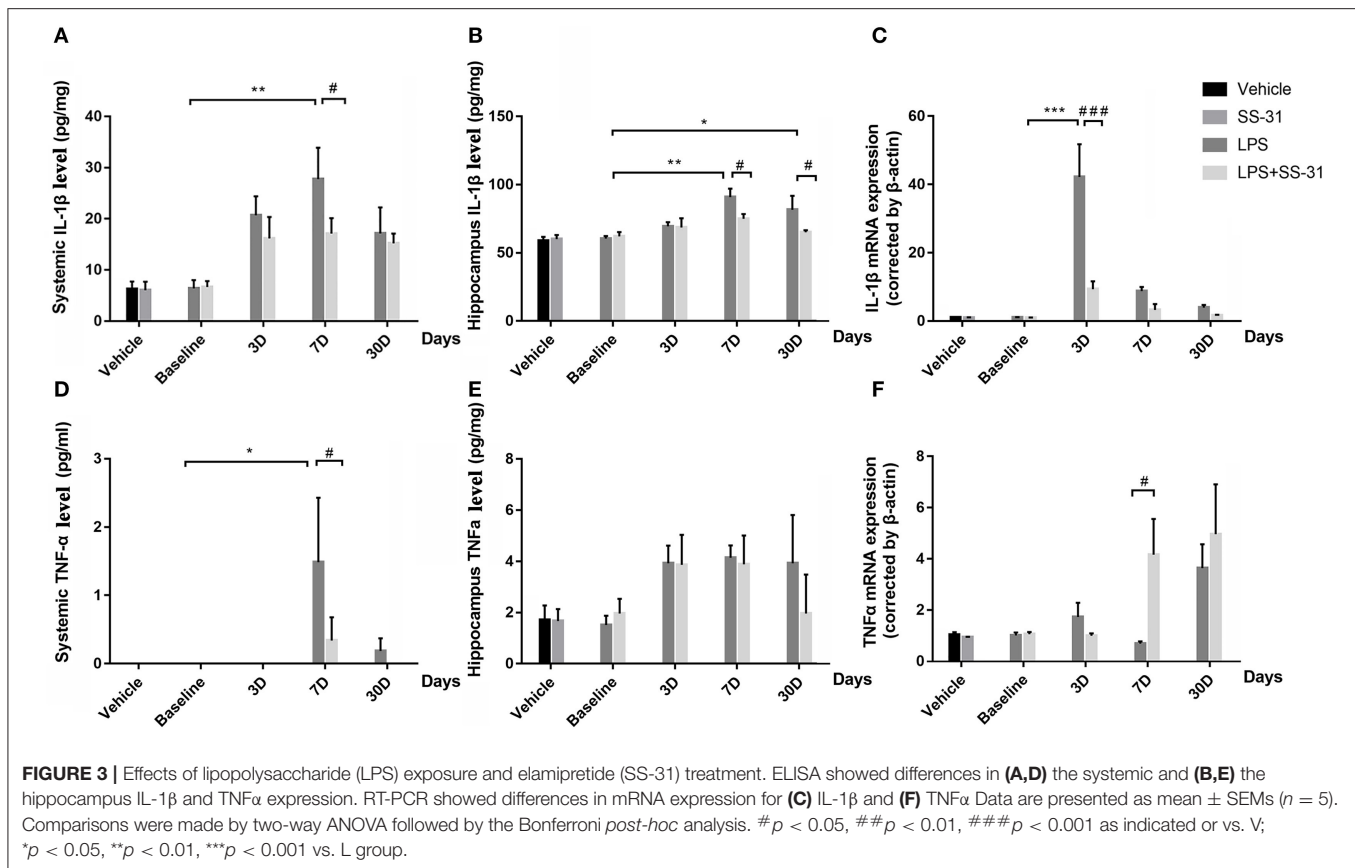 A
B
C
Systemic IL-1β level (pg/mg)
40
30
20
10
0
**
#
Vehicle
Baseline
3D
7D
30D
Days
Hippocampus IL-1β level (pg/mg)
150
100
50
0
*
**
#
#
Vehicle
Baseline
3D
7D
30D
Days
IL-1β mRNA expression
(corrected by β-actin)
60
40
20
0
***
###
Vehicle
Baseline
3D
7D
30D
Vehicle
SS-31
LPS
LPS+SS-31
D
E
F
Systemic TNF-α level (pg/ml)
3
2
1
0
*
#
Vehicle
Baseline
3D
7D
30D
Days
Hippocampus TNFa level (pg/mg)
8
6
4
2
0
Vehicle
Baseline
3D
7D
30D
Days
TNFα mRNA expression
(corrected by β-actin)
8
6
4
2
0
#
Vehicle
Baseline
3D
7D
30D
FIGURE 3 | Effects of lipopolysaccharide (LPS) exposure and elamipretide (SS-31) treatment. ELISA showed differences in (A,D) the systemic and (B,E) the
hippocampus IL-1β and TNFα expression. RT-PCR showed differences in mRNA expression for (C) IL-1β and (F) TNFα Data are presented as mean ± SEMs (n = 5).
Comparisons were made by two-way ANOVA followed by the Bonferroni post-hoc analysis. #p < 0.05, ##p < 0.01, ###p < 0.001 as indicated or vs. V;
*p < 0.05, **p < 0.01, ***p < 0.001 vs. L group.